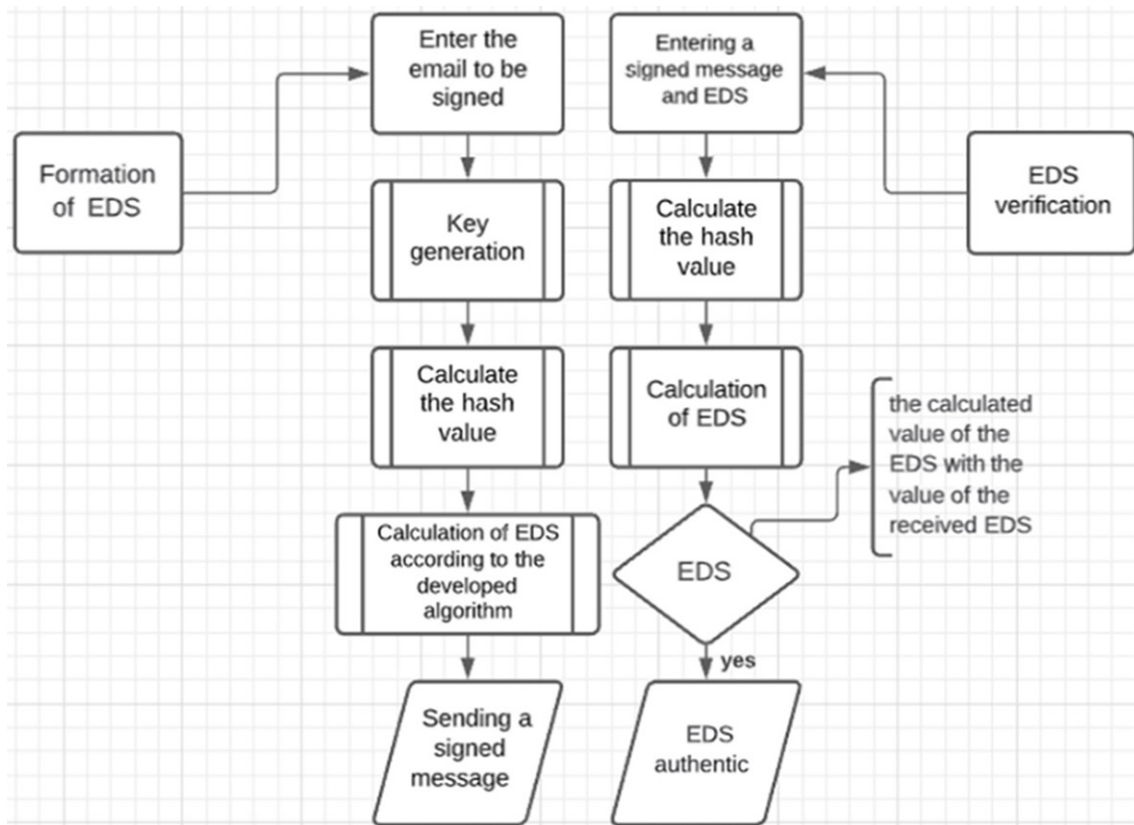 Formation
of EDS
Enter the
email to be
signed
Key
generation
Calculate
the hash
value
Calculation of EDS
according to the
developed
algorithm
Sending a
signed
message
Entering a
signed message
and EDS
Calculate
the hash
value
Calculation
of EDS
EDS
yes
EDS
authentic
EDS
verification
the calculated
value of the
EDS with the
value of the
received EDS